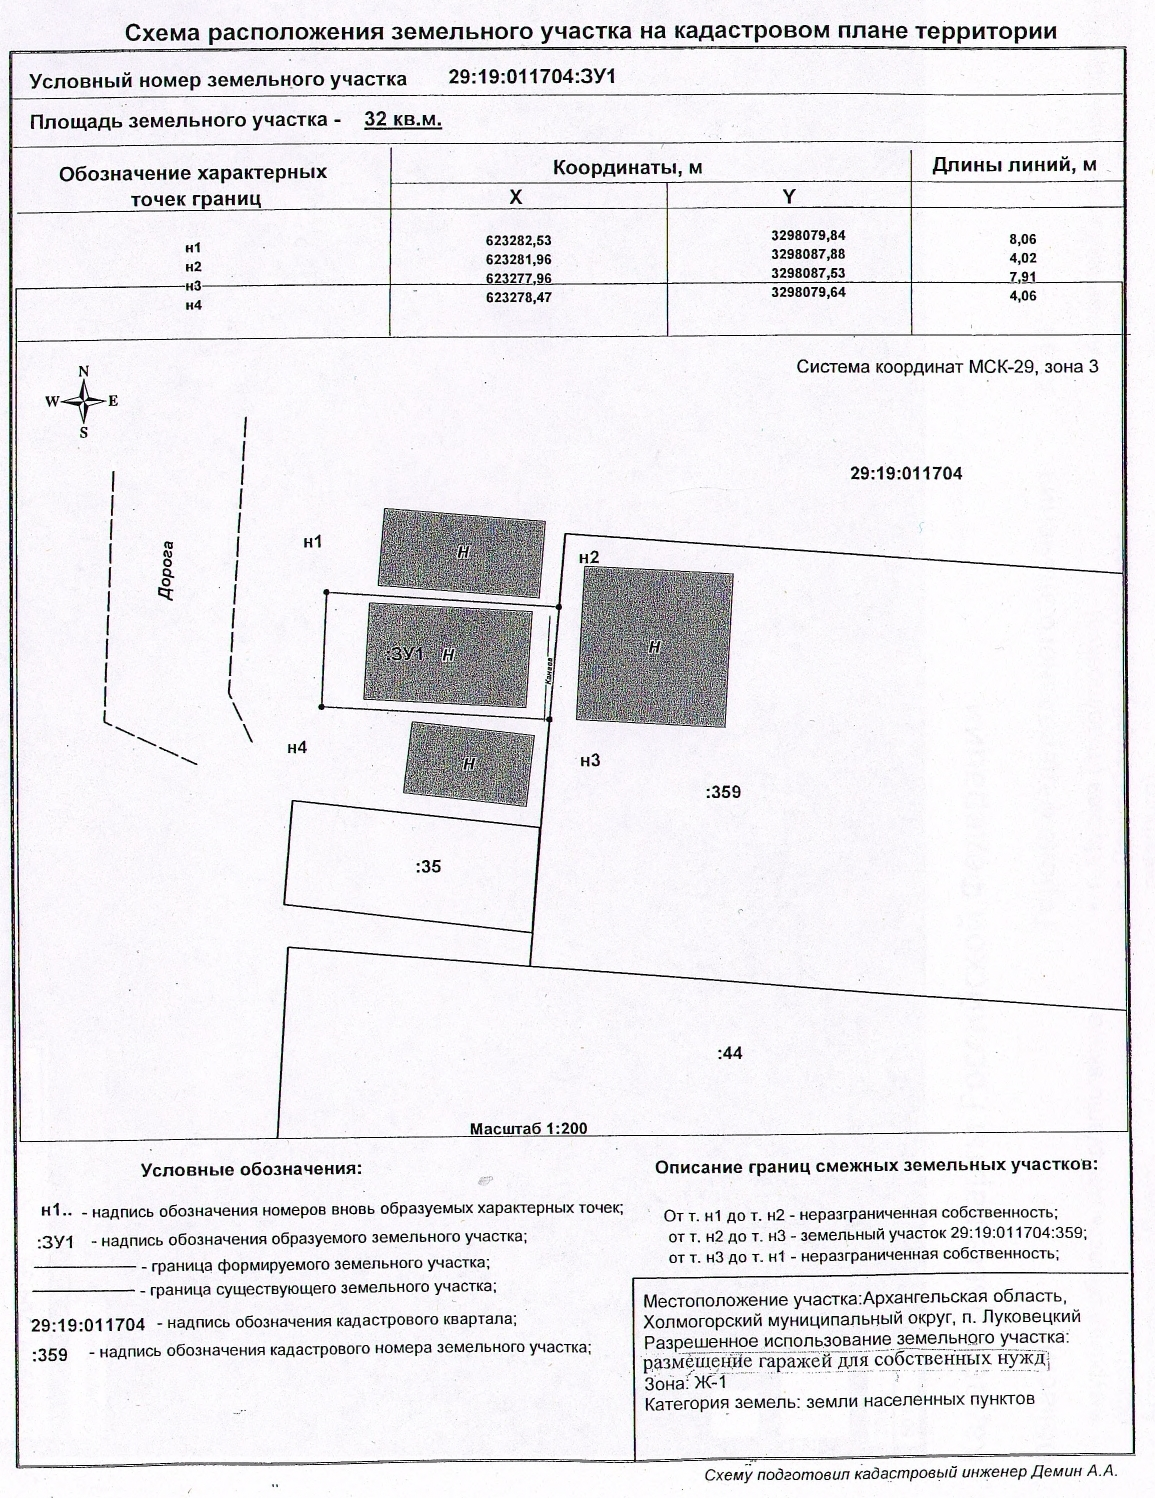 Схема расположения земельного участка на кадастровом плане территории
Условный номер земельного участка 29:19:011704:ЗУ1
Площадь земельного участка - 32 кв.м.
Обозначение характерных точек границ
Координаты, м
Длины линий, м
X
Y
н1 623282,53 3298079,84 8,06
н2 623281,96 3298087,88 4,02
н3 623277,96 3298087,53 7,91
н4 623278,47 3298079,64 4,06
Система координат МСК-29, зона 3
N
W E
S
29:19:011704
Дорога
н1
Н
н2
:ЗУ1 Н
Канава
Н
н4
Н
н3
:359
:35
:44
Масштаб 1:200
Условные обозначения:
н1.. - надпись обозначения номеров вновь образуемых характерных точек;
:ЗУ1 - надпись обозначения образуемого земельного участка;
- граница формируемого земельного участка;
- граница существующего земельного участка;
29:19:011704 - надпись обозначения кадастрового квартала;
:359 - надпись обозначения кадастрового номера земельного участка;
Описание границ смежных земельных участков:
От т. н1 до т. н2 - неразграниченная собственность;
от т. н2 до т. н3 - земельный участок 29:19:011704:359;
от т. н3 до т. н1 - неразграниченная собственность;
Местоположение участка:Архангельская область,
Холмогорский муниципальный округ, п. Луковецкий
Разрешенное использование земельного участка:
размещение гаражей для собственных нужд
Зона: Ж-1
Категория земель: земли населенных пунктов
Схему подготовил кадастровый инженер Демин А.А.